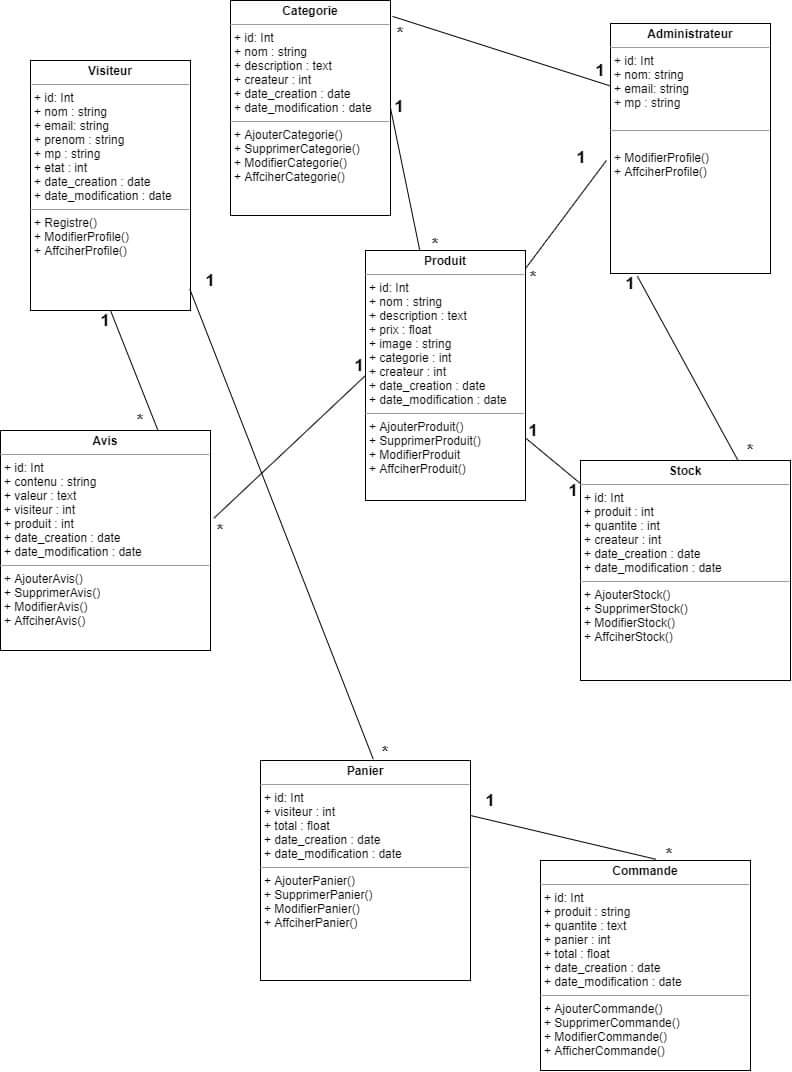 Categorie
+ id: Int
+ nom : string
+ description : text
+ createur : int
+ date_creation : date
+ date_modification : date
+ AjouterCategorie()
+ SupprimerCategorie()
+ ModifierCategorie()
+ AffciherCategorie()
*
1
1
*
Administrateur
+ id: Int
+ nom: string
+ email: string
+ mp : string
+ ModifierProfile()
+ AffciherProfile()
1
*
1
*
Visiteur
+ id: Int
+ nom : string
+ email: string
+ prenom : string
+ mp : string
+ etat : int
+ date_creation : date
+ date_modification : date
+ Registre()
+ ModifierProfile()
+ AffciherProfile()
1
*
1
*
Produit
+ id: Int
+ nom : string
+ description : text
+ prix : float
+ image : string
+ categorie : int
+ createur : int
+ date_creation : date
+ date_modification : date
+ AjouterProduit()
+ SupprimerProduit()
+ ModifierProduit
+ AffciherProduit()
1
*
1
1
Avis
+ id: Int
+ contenu : string
+ valeur : text
+ visiteur : int
+ produit : int
+ date_creation : date
+ date_modification : date
+ AjouterAvis()
+ SupprimerAvis()
+ ModifierAvis()
+ AffciherAvis()
Stock
+ id: Int
+ produit : int
+ quantite : int
+ createur : int
+ date_creation : date
+ date_modification : date
+ AjouterStock()
+ SupprimerStock()
+ ModifierStock()
+ AffciherStock()
Panier
+ id: Int
+ visiteur : int
+ total : float
+ date_creation : date
+ date_modification : date
+ AjouterPanier()
+ SupprimerPanier()
+ ModifierPanier()
+ AffciherPanier()
1
*
Commande
+ id: Int
+ produit : string
+ quantite : text
+ panier : int
+ total : float
+ date_creation : date
+ date_modification : date
+ AjouterCommande()
+ SupprimerCommande()
+ ModifierCommande()
+ AfficherCommande()